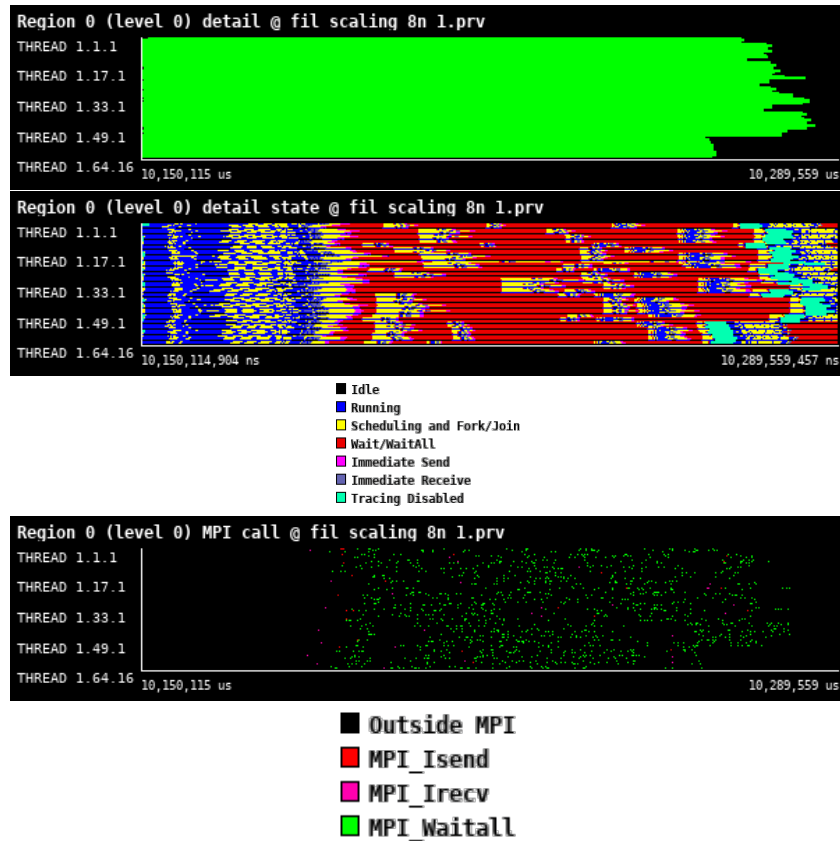 Region 0 (level 0) detail @ fil scaling 8n 1.prv
THREAD 1.1.1
THREAD 1.17.1
THREAD 1.33.1
THREAD 1.49.1
THREAD 1.64.16
10,150,115 us
10,289,559 us
Region 0 (level 0) detail state @ fil scaling 8n 1.prv
THREAD 1.1.1
THREAD 1.17.1
THREAD 1.33.1
THREAD 1.49.1
THREAD 1.64.16
10,150,114,904 ns
10,289,559,457 ns
Idle
Running
Scheduling and Fork/Join
Wait/WaitAll
Immediate Send
Immediate Receive
Tracing Disabled
Region 0 (level 0) MPI call @ fil scaling 8n 1.prv
THREAD 1.1.1
THREAD 1.17.1
THREAD 1.33.1
THREAD 1.49.1
THREAD 1.64.16
10,150,115 us
10,289,559 us
Outside MPI
MPI_Isend
MPI_Irecv
MPI_Waitall